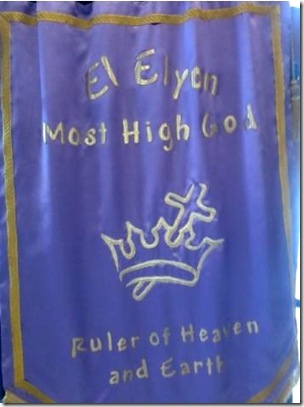 El Elyon
Most High God
Ruler of Heaven
and Earth